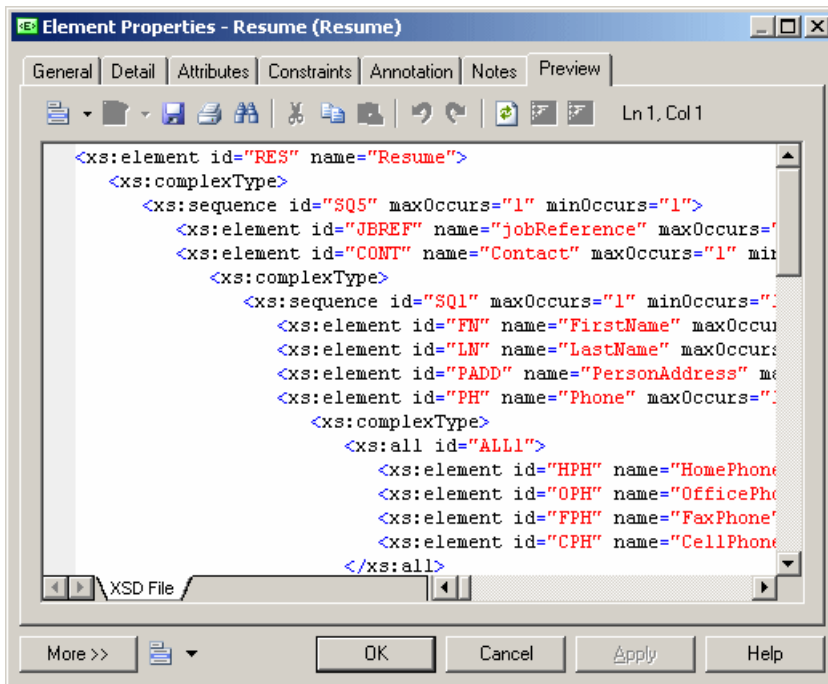 Element Properties - Resume (Resume)
General Detail Attributes Constraints Annotation Notes Preview
Ln 1, Col 1
<xs:element id="RES" name="Resume">
<xs:complexType>
<xs:sequence id="SQ5" maxOccurs="1" minOccurs="1">
<xs:element id="JBREF" name="jobReference" maxOccurs="
<xs:element id="CONT" name="Contact" maxOccurs="1" min
<xs:complexType>
<xs:sequence id="SQ1" maxOccurs="1" minOccurs="
<xs:element id="FN" name="FirstName" maxOccu
<xs:element id="LN" name="LastName" maxOccur
<xs:element id="PADD" name="PersonAddress" ma
<xs:element id="PH" name="Phone" maxOccurs="
<xs:complexType>
<xs:all id="ALL1">
<xs:element id="HPH" name="HomePhone
<xs:element id="OPH" name="OfficePho
<xs:element id="FPH" name="FaxPhone"
<xs:element id="CPH" name="CellPhone
</xs:all>
XSD File
More >> OK Cancel Apply Help